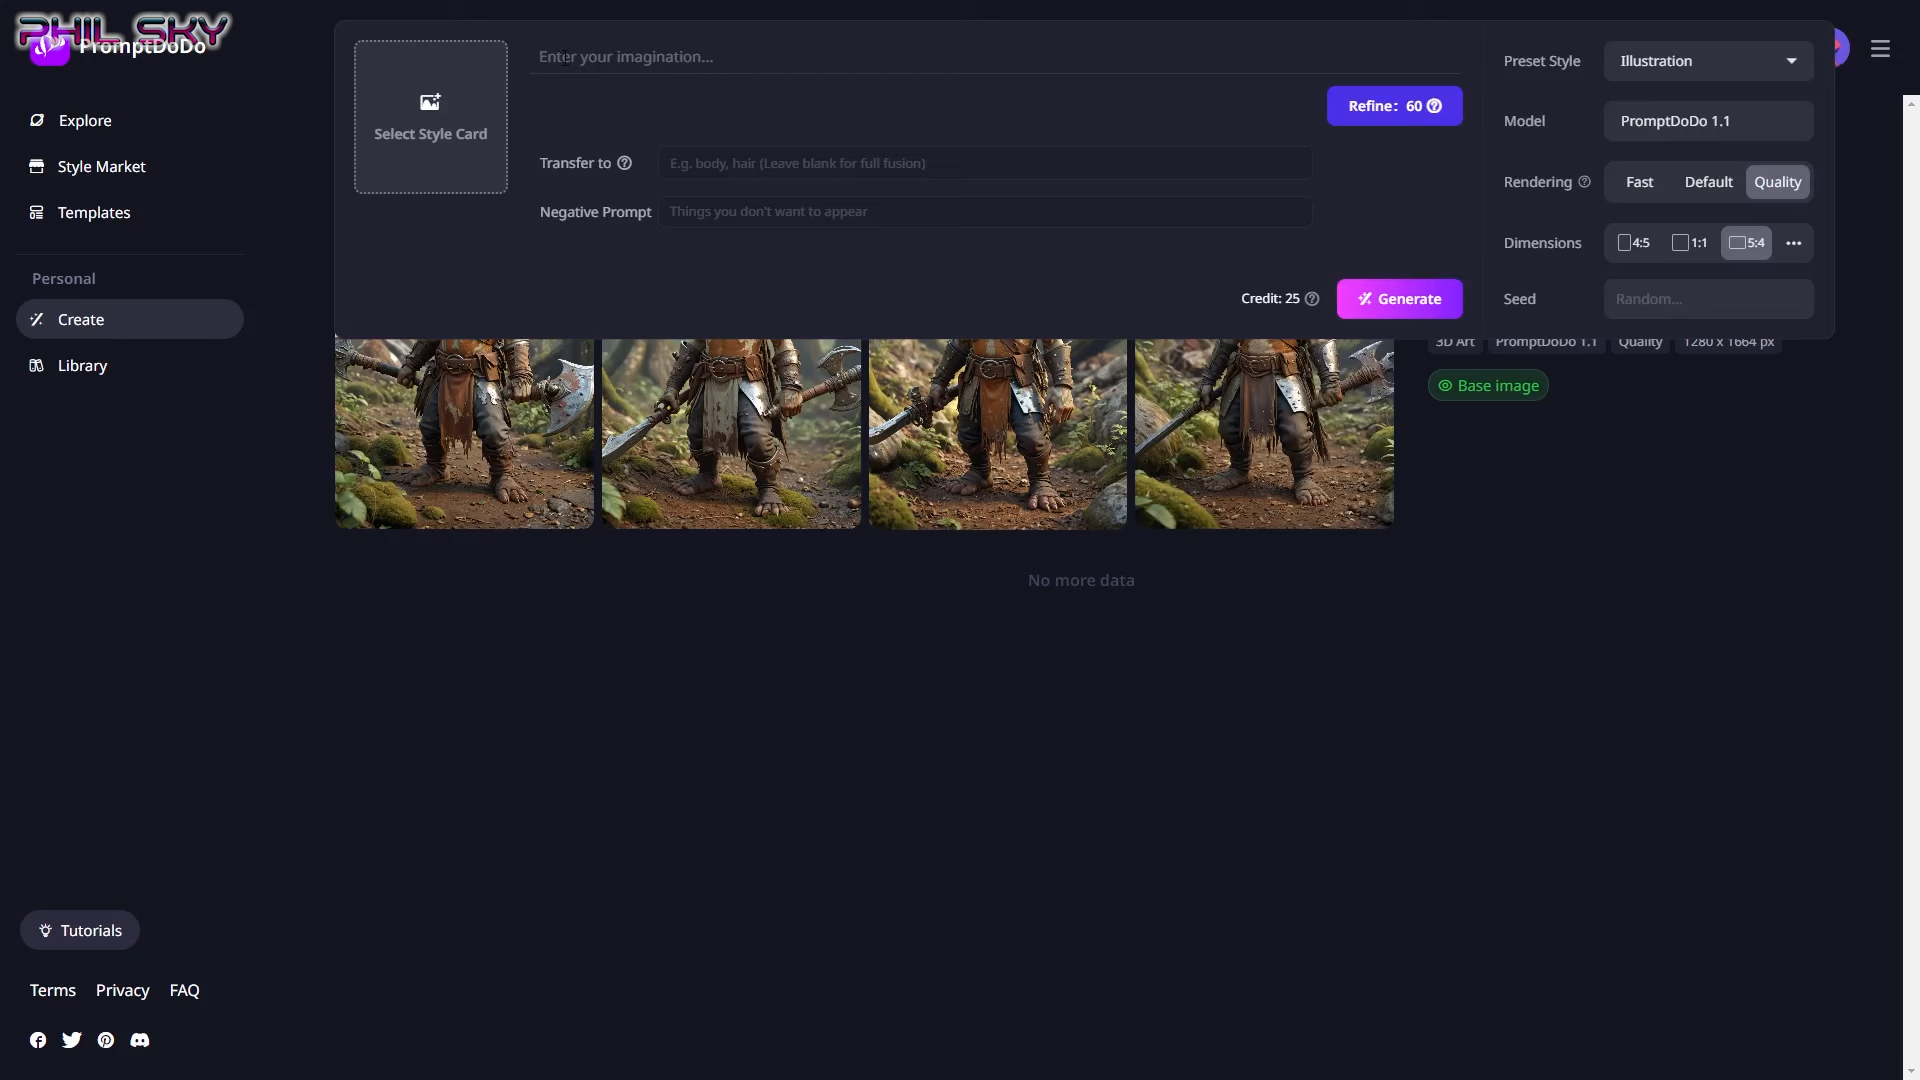 PHIL SKY
PromptDoDo
Explore
Style Market
Templates
Personal
Create
Library
Tutorials
Terms Privacy FAQ
Select Style Card
Enter your imagination...
Refine: 60
Transfer to E.g. body, hair (Leave blank for full fusion)
Negative Prompt Things you don't want to appear
Credit: 25 Generate
Preset Style Illustration
Model PromptDoDo 1.1
Rendering Fast Default Quality
Dimensions 4:5 1:1 5:4
Seed Random...
3D Art PromptDoDo 1.1 Quality 1280 x 1664 px
Base image
No more data